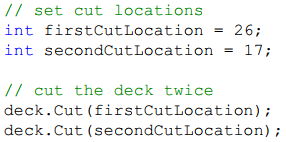 // set cut locations
int firstCutLocation = 26;
int secondCutLocation = 17;
// cut the deck twice
deck.Cut(firstCutLocation);
deck.Cut(secondCutLocation);